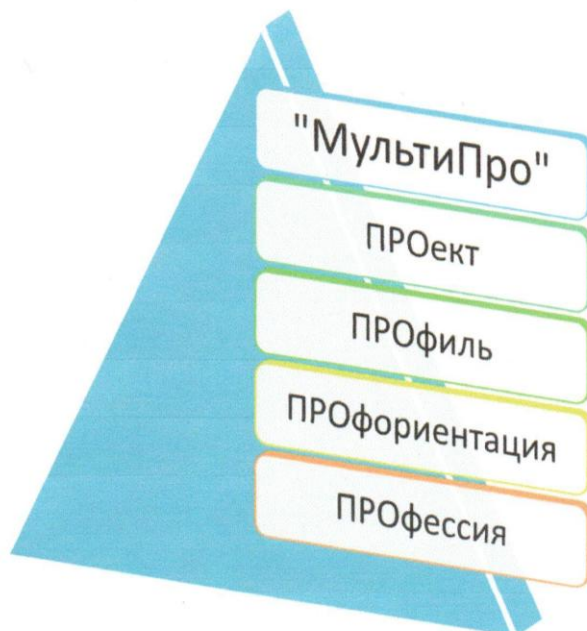 "МультиПро"
ПРОект
ПРОфиль
ПРОфориентация
ПРОфессия